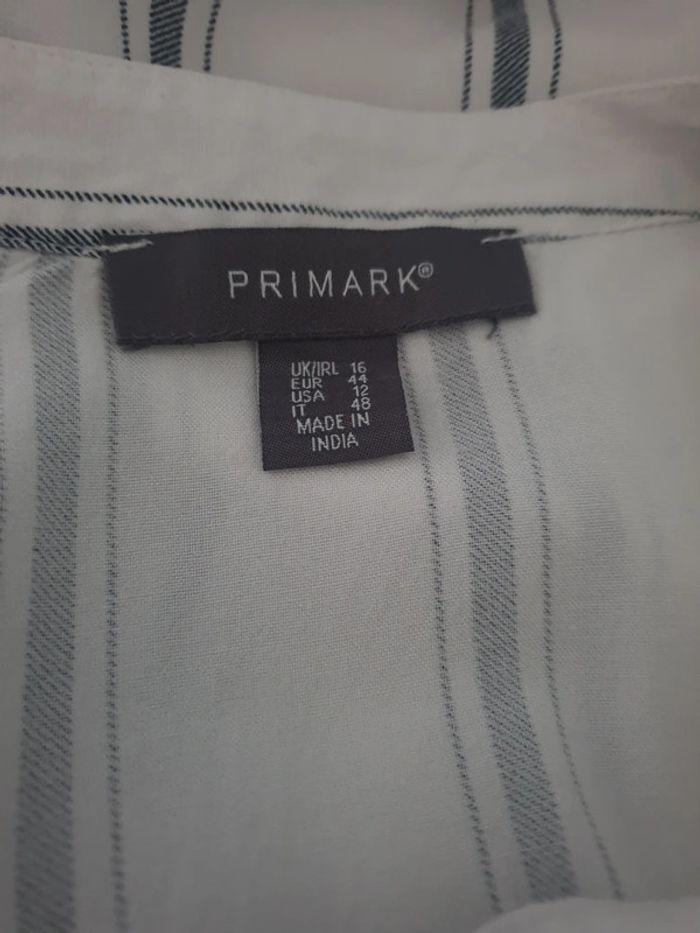 PRIMARK®
UK/IRL 16
EUR 44
USA 12
IT 48
MADE IN
INDIA